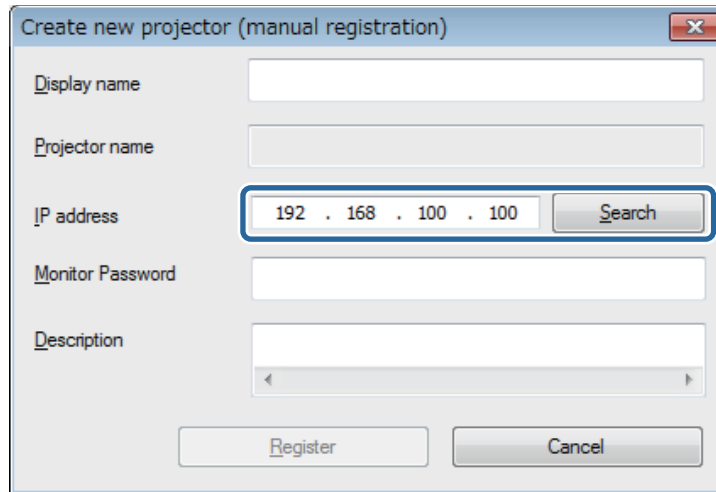 Create new projector (manual registration)
Display name
Projector name
IP address 192 . 168 . 100 . 100 Search
Monitor Password
Description
Register Cancel